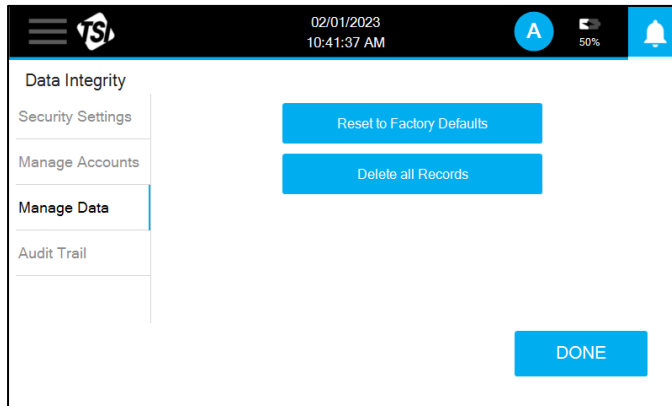 TSI
02/01/2023
10:41:37 AM
A
50%
Data Integrity
Security Settings
Manage Accounts
Manage Data
Audit Trail
Reset to Factory Defaults
Delete all Records
DONE